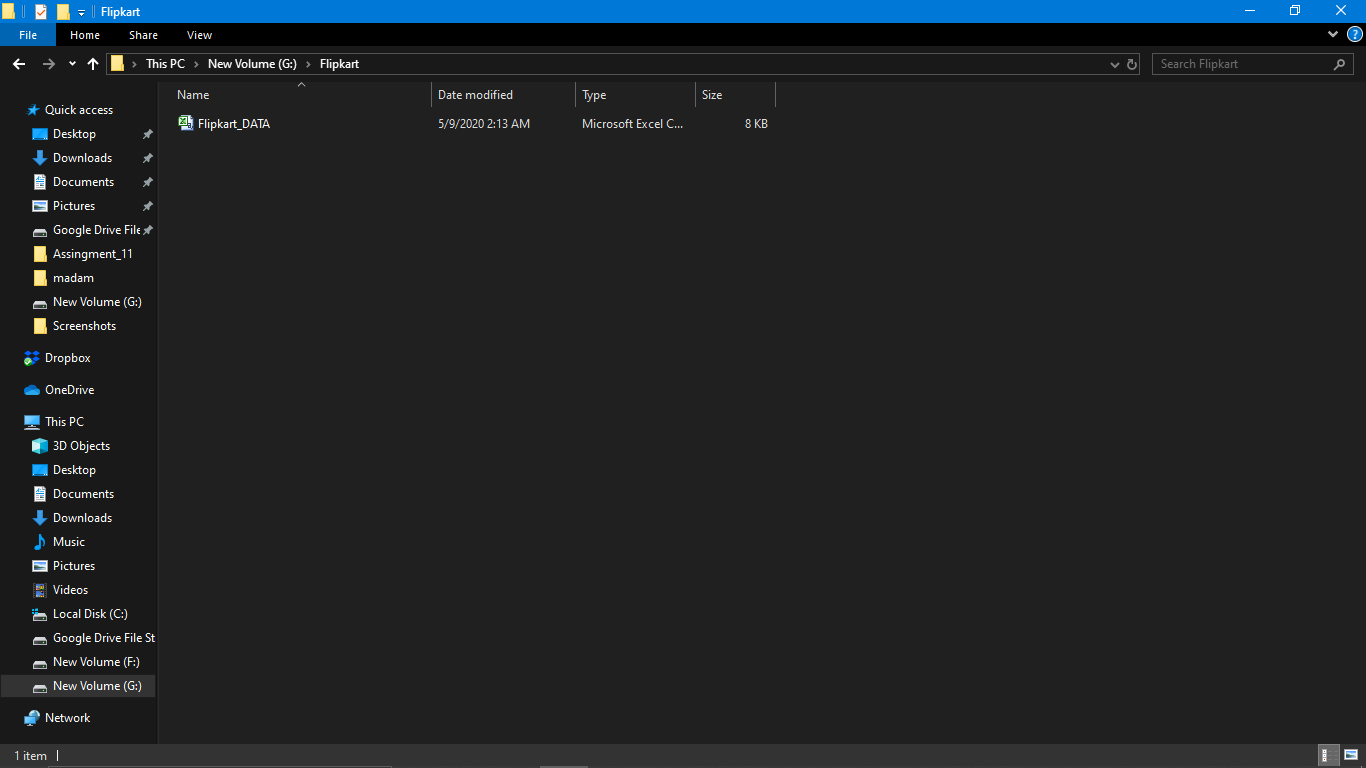 Flipkart
File Home Share View
This PC New Volume (G:) Flipkart
Search Flipkart
Name Date modified Type Size
Flipkart_DATA 5/9/2020 2:13 AM Microsoft Excel C... 8 KB
Quick access
Desktop
Downloads
Documents
Pictures
Google Drive File
Assingment_11
madam
New Volume (G:)
Screenshots
Dropbox
OneDrive
This PC
3D Objects
Desktop
Documents
Downloads
Music
Pictures
Videos
Local Disk (C:)
Google Drive File St
New Volume (F:)
New Volume (G:)
Network
1 item